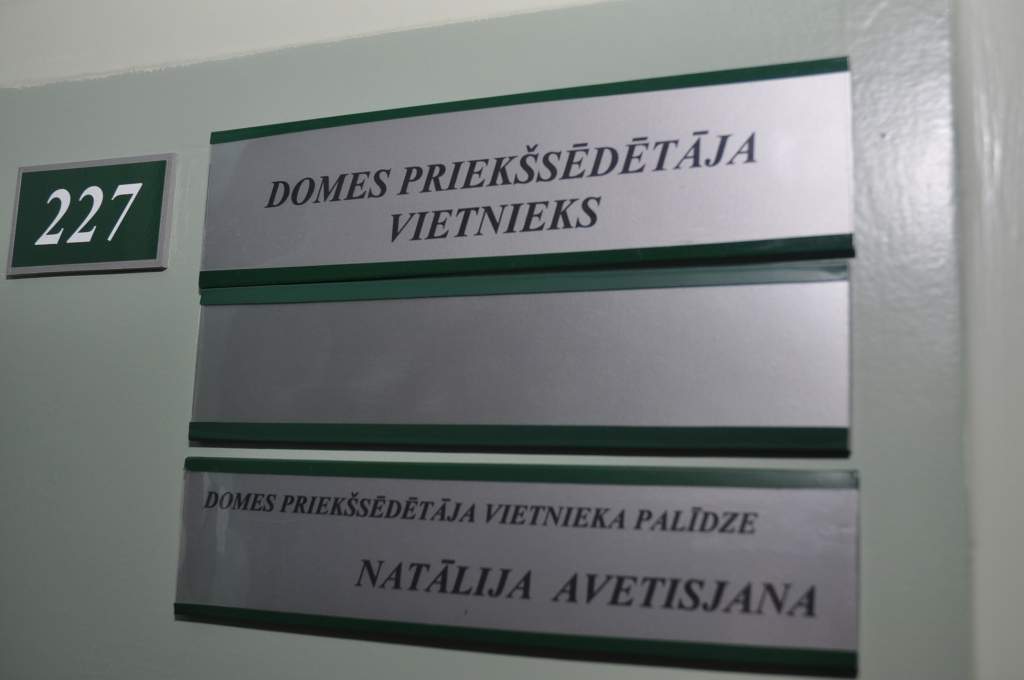 227
DOMES PRIEKŠSĒDĒTĀJA
VIETNIEKS
DOMES PRIEKŠSĒDĒTĀJA VIETNIEKA PALĪDZE
NATĀLIJA AVETISJANA